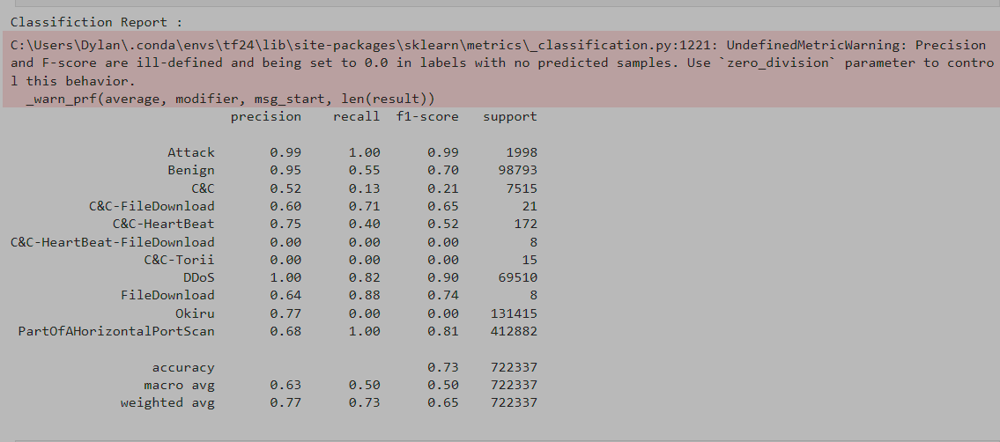 Classifiction Report :
C:\Users\Dylan\.conda\envs\tf24\lib\site-packages\sklearn\metrics\_classification.py:1221: UndefinedMetricWarning: Precision
and F-score are ill-defined and being set to 0.0 in labels with no predicted samples. Use `zero_division` parameter to contro
l this behavior.
  _warn_prf(average, modifier, msg_start, len(result))
precision recall f1-score support
Attack 0.99 1.00 0.99 1998
Benign 0.95 0.55 0.70 98793
C&C 0.52 0.13 0.21 7515
C&C-FileDownload 0.60 0.71 0.65 21
C&C-HeartBeat 0.75 0.40 0.52 172
C&C-HeartBeat-FileDownload 0.00 0.00 0.00 8
C&C-Torii 0.00 0.00 0.00 15
DDoS 1.00 0.82 0.90 69510
FileDownload 0.64 0.88 0.74 8
Okiru 0.77 0.00 0.00 131415
PartOfAHorizontalPortScan 0.68 1.00 0.81 412882
accuracy 0.73 722337
macro avg 0.63 0.50 0.50 722337
weighted avg 0.77 0.73 0.65 722337